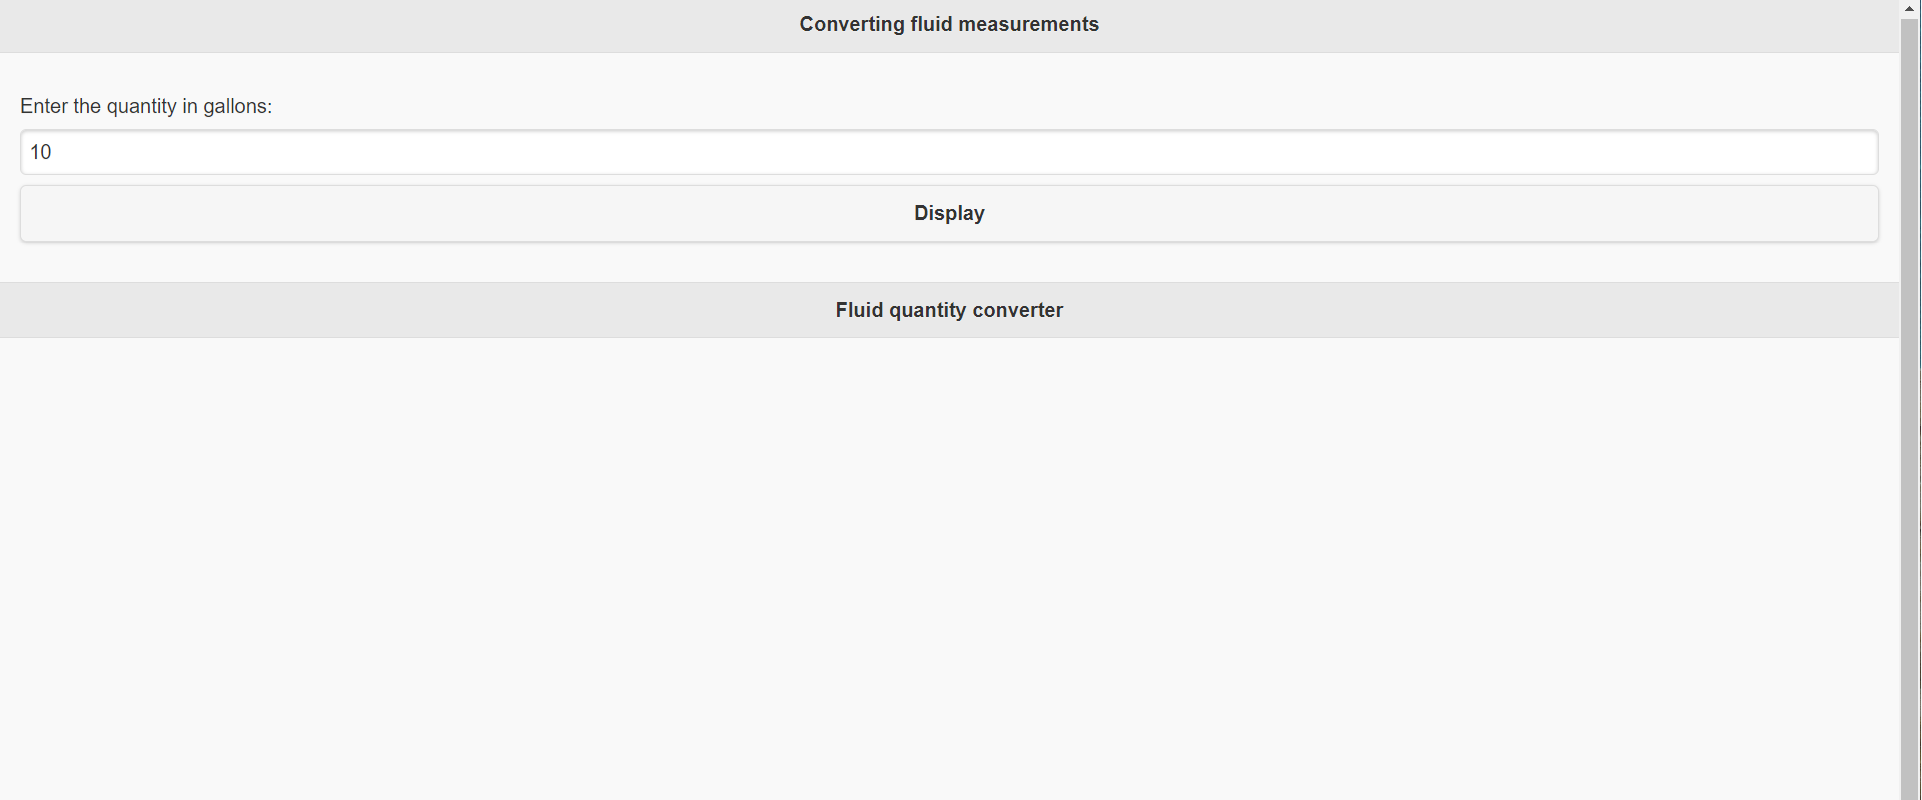 Converting fluid measurements
Enter the quantity in gallons:
10
Display
Fluid quantity converter